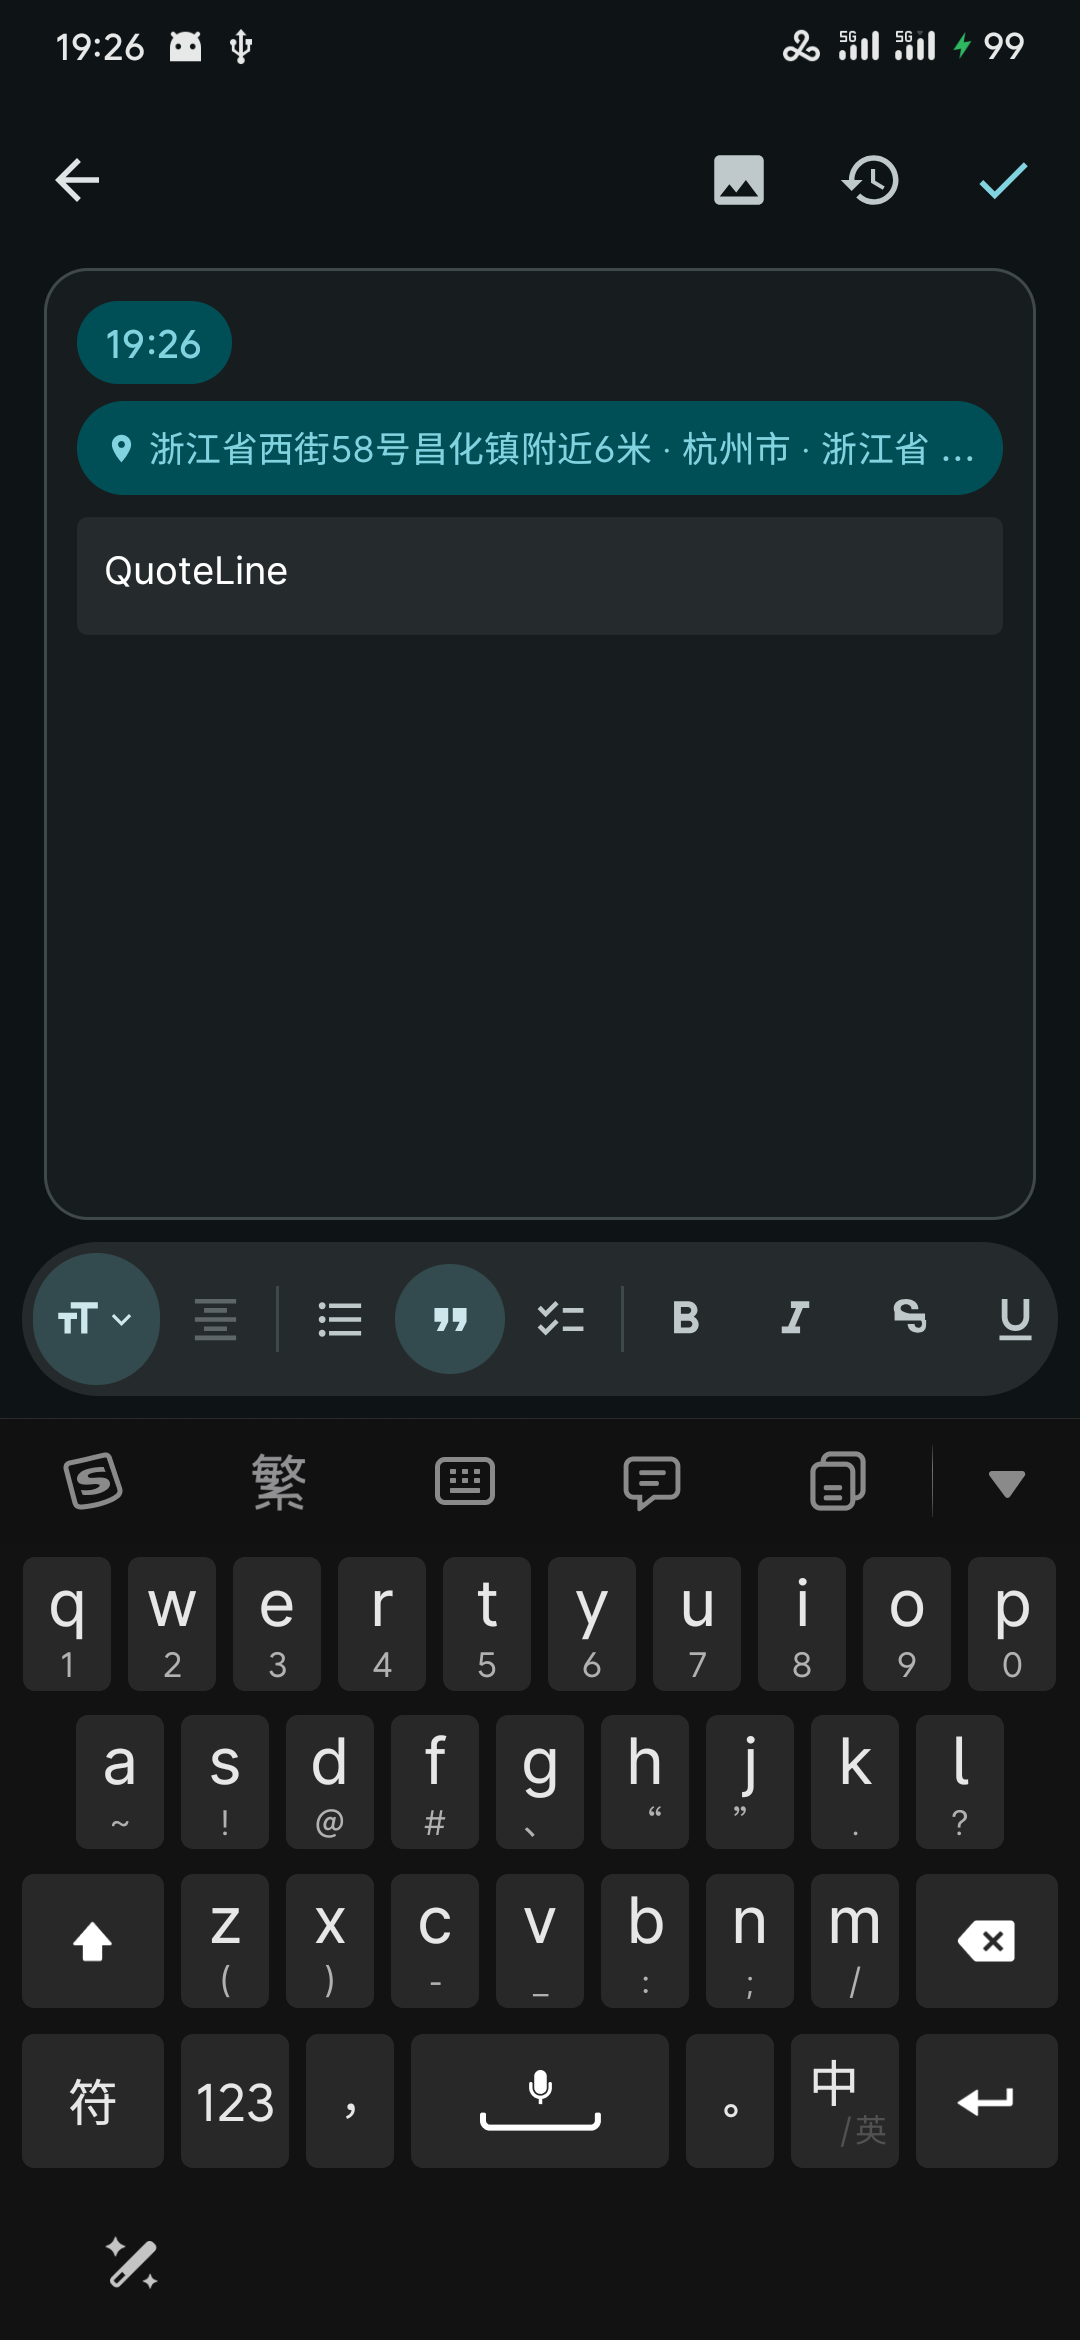 19:26
5G 5G 99
19:26
浙江省西街58号昌化镇附近6米 · 杭州市 · 浙江省 ...
QuoteLine
B I S U
繁
q w e r t y u i o p
1 2 3 4 5 6 7 8 9 0
a s d f g h j k l
~ ! @ # 、 “ ” . ?
z x c v b n m
( ) - _ : ; /
符 123 ， 。 中/英